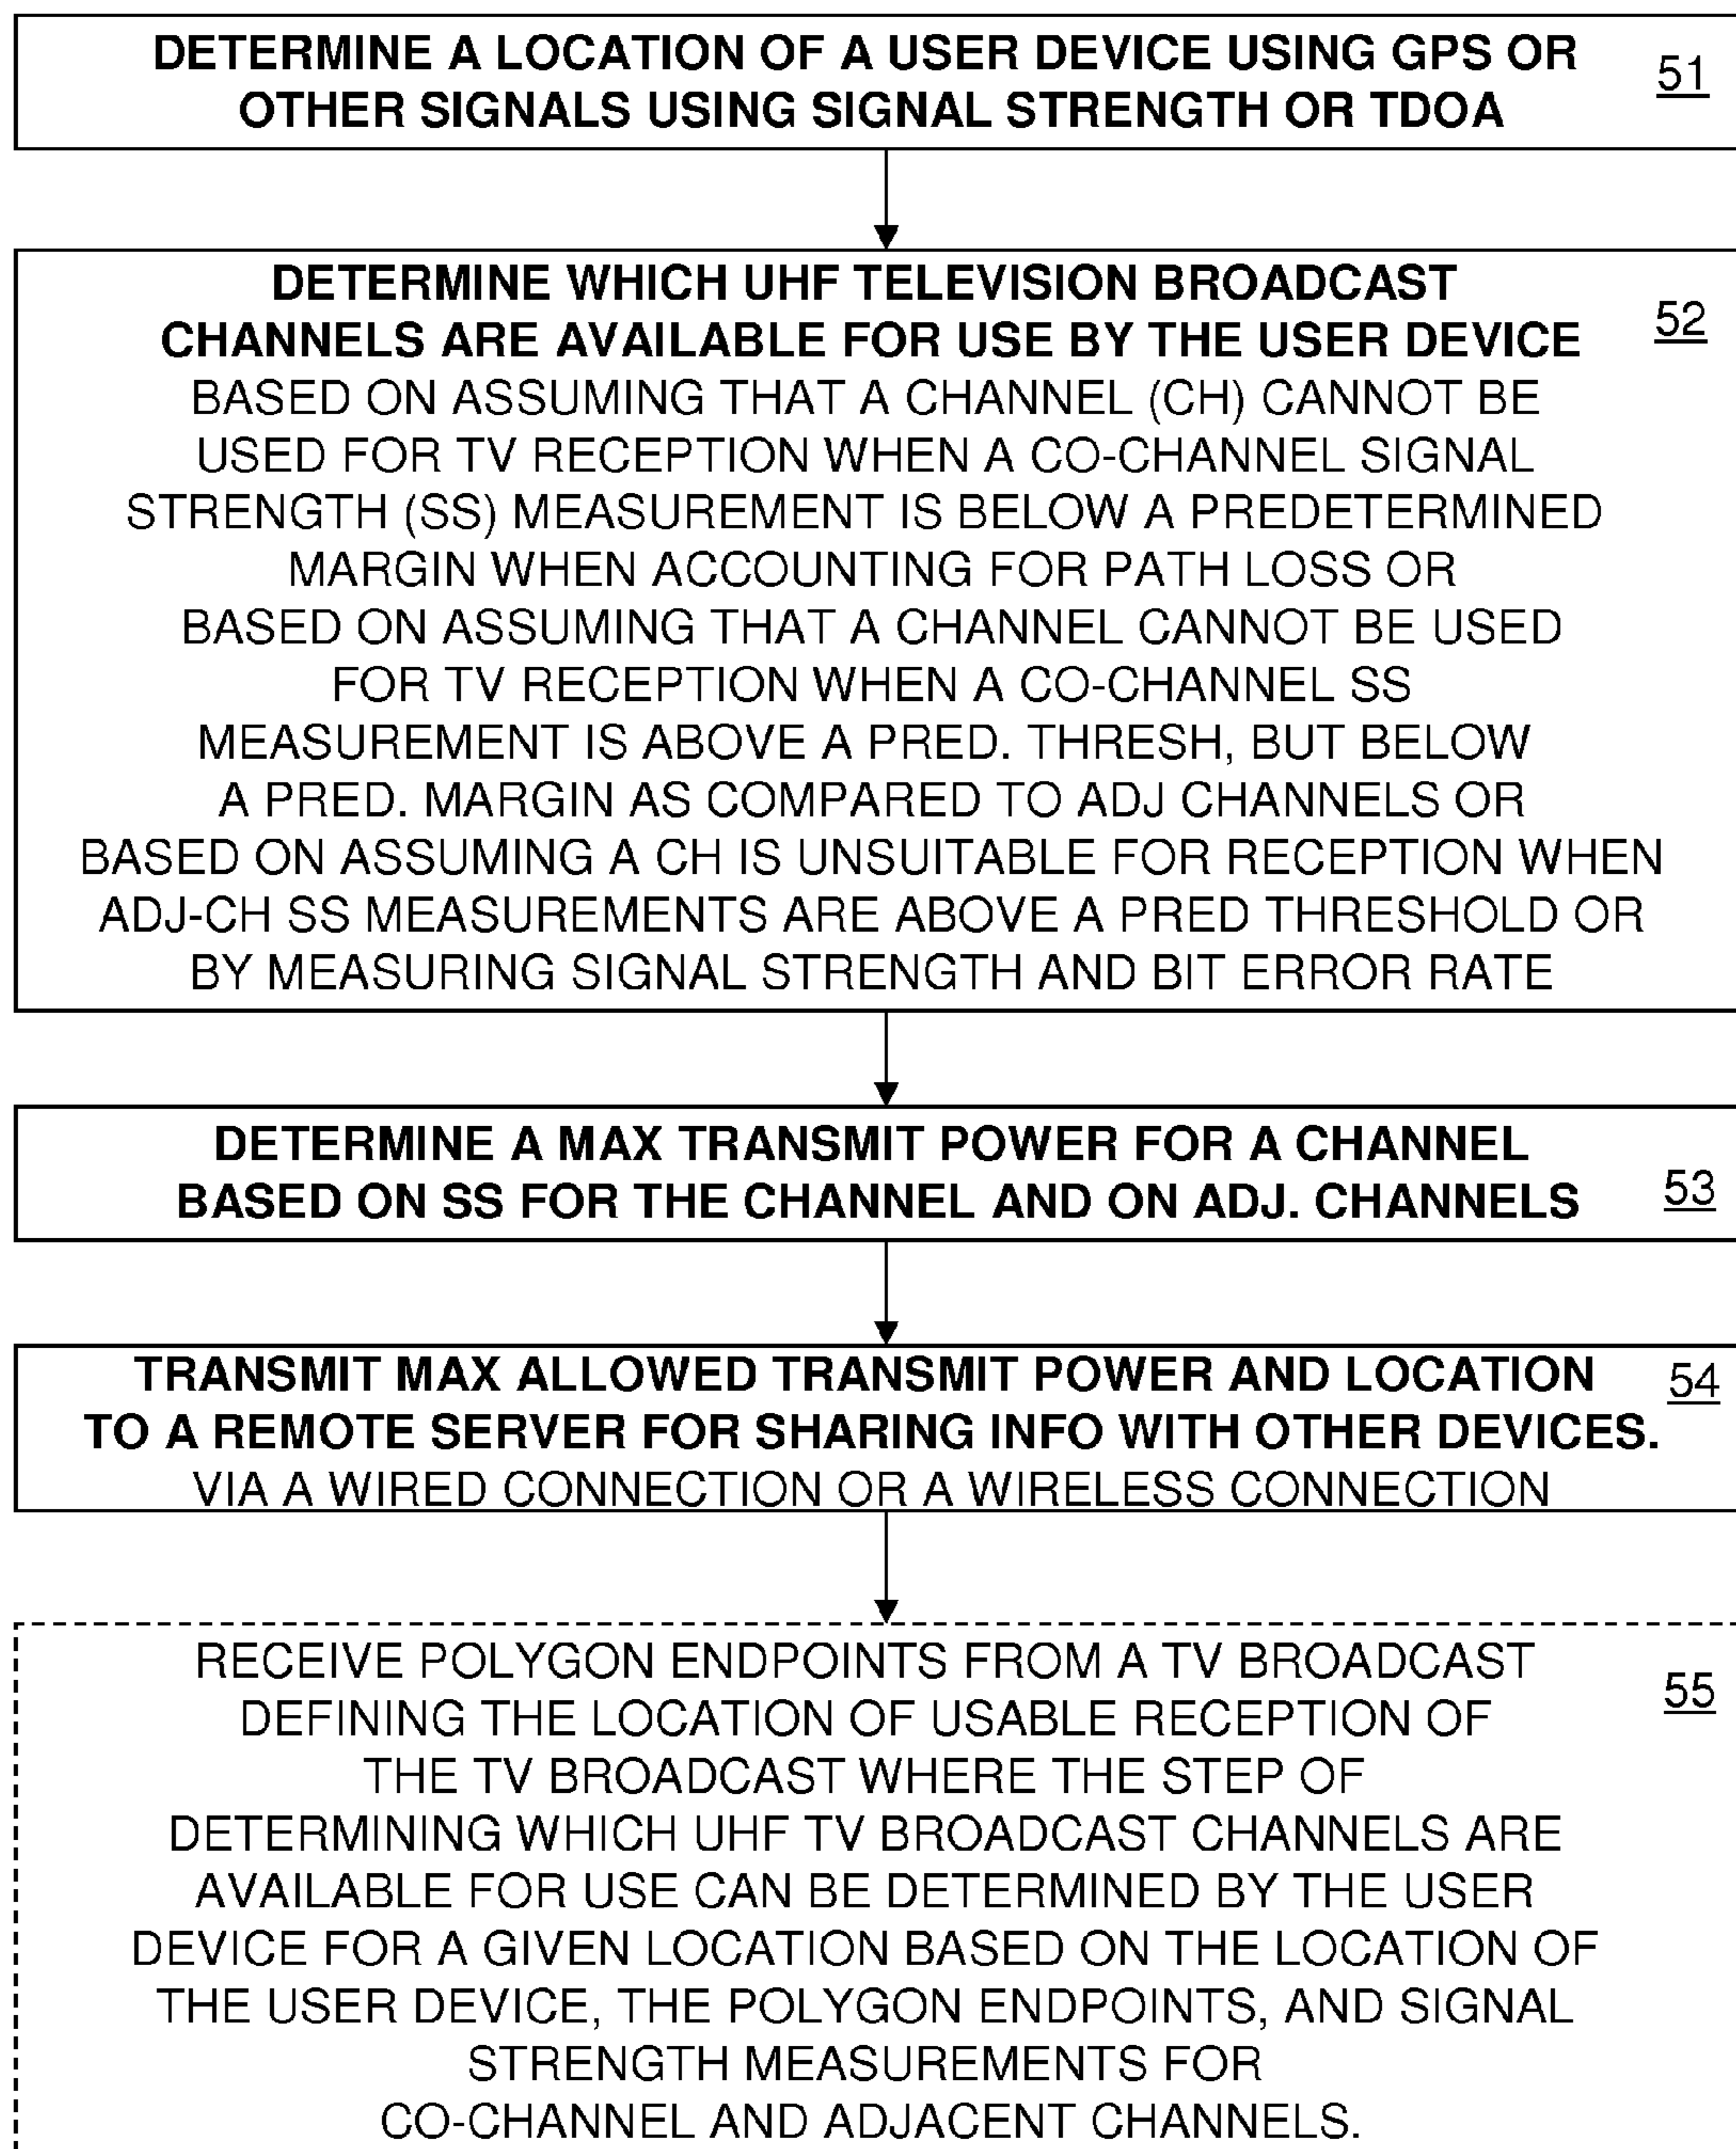 DETERMINE A LOCATION OF A USER DEVICE USING GPS OR
OTHER SIGNALS USING SIGNAL STRENGTH OR TDOA
51
DETERMINE WHICH UHF TELEVISION BROADCAST
CHANNELS ARE AVAILABLE FOR USE BY THE USER DEVICE
52
BASED ON ASSUMING THAT A CHANNEL (CH) CANNOT BE
USED FOR TV RECEPTION WHEN A CO-CHANNEL SIGNAL
STRENGTH (SS) MEASUREMENT IS BELOW A PREDETERMINED
MARGIN WHEN ACCOUNTING FOR PATH LOSS OR
BASED ON ASSUMING THAT A CHANNEL CANNOT BE USED
FOR TV RECEPTION WHEN A CO-CHANNEL SS
MEASUREMENT IS ABOVE A PRED. THRESH, BUT BELOW
A PRED. MARGIN AS COMPARED TO ADJ CHANNELS OR
BASED ON ASSUMING A CH IS UNSUITABLE FOR RECEPTION WHEN
ADJ-CH SS MEASUREMENTS ARE ABOVE A PRED THRESHOLD OR
BY MEASURING SIGNAL STRENGTH AND BIT ERROR RATE
DETERMINE A MAX TRANSMIT POWER FOR A CHANNEL
BASED ON SS FOR THE CHANNEL AND ON ADJ. CHANNELS
53
TRANSMIT MAX ALLOWED TRANSMIT POWER AND LOCATION
54
TO A REMOTE SERVER FOR SHARING INFO WITH OTHER DEVICES.
VIA A WIRED CONNECTION OR A WIRELESS CONNECTION
RECEIVE POLYGON ENDPOINTS FROM A TV BROADCAST
55
DEFINING THE LOCATION OF USABLE RECEPTION OF
THE TV BROADCAST WHERE THE STEP OF
DETERMINING WHICH UHF TV BROADCAST CHANNELS ARE
AVAILABLE FOR USE CAN BE DETERMINED BY THE USER
DEVICE FOR A GIVEN LOCATION BASED ON THE LOCATION OF
THE USER DEVICE, THE POLYGON ENDPOINTS, AND SIGNAL
STRENGTH MEASUREMENTS FOR
CO-CHANNEL AND ADJACENT CHANNELS.